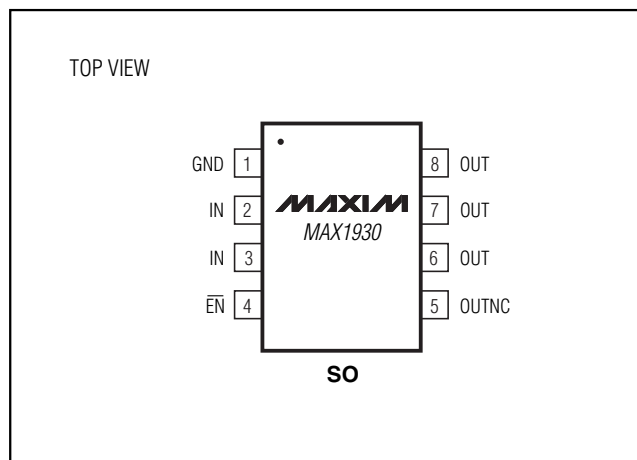 TOP VIEW
GND 1 8 OUT
IN 2 MAXIM 7 OUT
MAX1930
IN 3 6 OUT
E̅N̅ 4 5 OUTNC
SO